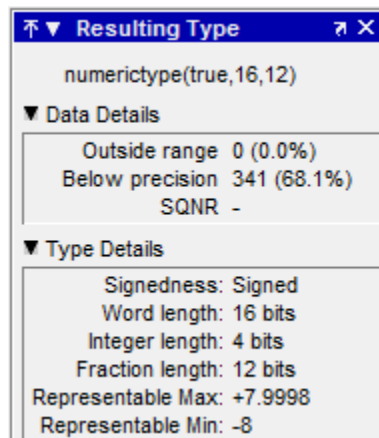 Resulting Type
numerictype(true,16,12)
Data Details
Outside range 0 (0.0%)
Below precision 341 (68.1%)
SQNR -
Type Details
Signedness: Signed
Word length: 16 bits
Integer length: 4 bits
Fraction length: 12 bits
Representable Max: +7.9998
Representable Min: -8